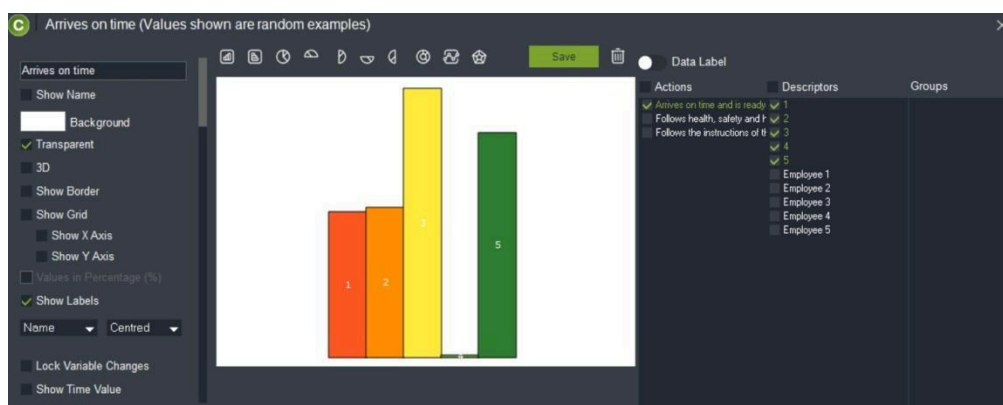 C Arrives on time (Values shown are random examples)
Arrives on time
Show Name
Background
Transparent
3D
Show Border
Show Grid
Show X Axis
Show Y Axis
Values in Percentage (%)
Show Labels
Name Centred
Lock Variable Changes
Show Time Value
Save
1
2
3
4
5
Data Label
Actions Descriptors Groups
Arrives on time and is ready 1
Follows health, safety and h 2
Follows the instructions of th 3
4
5
Employee 1
Employee 2
Employee 3
Employee 4
Employee 5